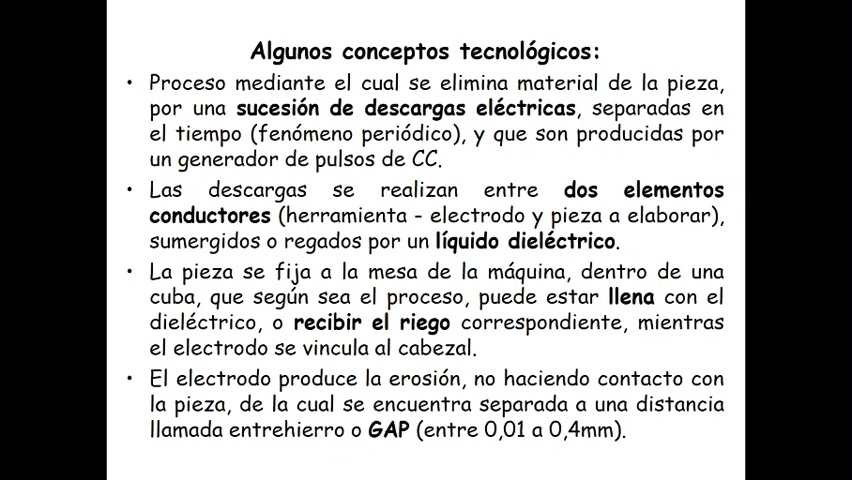 Algunos conceptos tecnológicos:
• Proceso mediante el cual se elimina material de la pieza,
por una sucesión de descargas eléctricas, separadas en
el tiempo (fenómeno periódico), y que son producidas por
un generador de pulsos de CC.
• Las descargas se realizan entre dos elementos
conductores (herramienta - electrodo y pieza a elaborar),
sumergidos o regados por un líquido dieléctrico.
• La pieza se fija a la mesa de la máquina, dentro de una
cuba, que según sea el proceso, puede estar llena con el
dieléctrico, o recibir el riego correspondiente, mientras
el electrodo se vincula al cabezal.
• El electrodo produce la erosión, no haciendo contacto con
la pieza, de la cual se encuentra separada a una distancia
llamada entrehierro o GAP (entre 0,01 a 0,4mm).